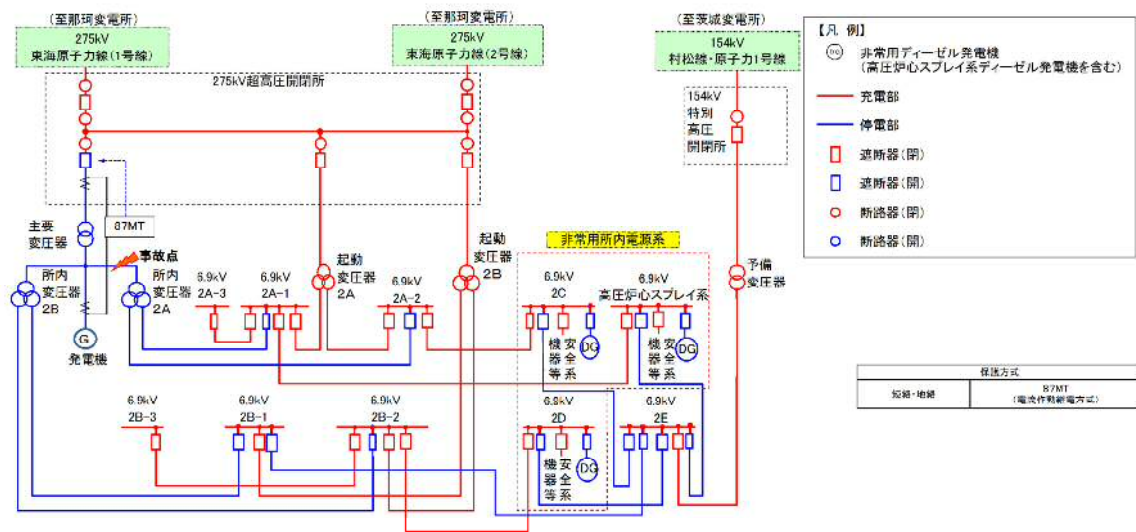 (至那珂変電所)
275kV
東海原子力線(1号線)
(至那珂変電所)
275kV
東海原子力線(2号線)
(至茨城変電所)
154kV
村松線・原子力1号線
275kV超高圧開閉所
154kV
特別
高圧
開閉所
【凡 例】
DG
非常用ディーゼル発電機
(高圧炉心スプレイ系ディーゼル発電機を含む)
充電部
停電部
遮断器(閉)
遮断器(開)
断路器(閉)
断路器(開)
87MT
主要
変圧器
事故点
所内
変圧器
2B
所内
変圧器
2A
G
発電機
起動
変圧器
2A
起動
変圧器
2B
予備
変圧器
非常用所内電源系
6.9kV
2A-3
6.9kV
2A-1
6.9kV
2A-2
6.9kV
2C
6.9kV
高圧炉心スプレイ系
安全系
機器等
DG
安全系
機器等
DG
6.9kV
2B-3
6.9kV
2B-1
6.9kV
2B-2
6.9kV
2D
6.9kV
2E
安全系
機器等
DG
保護方式
短絡・地絡
87MT
(電流作動継電方式)